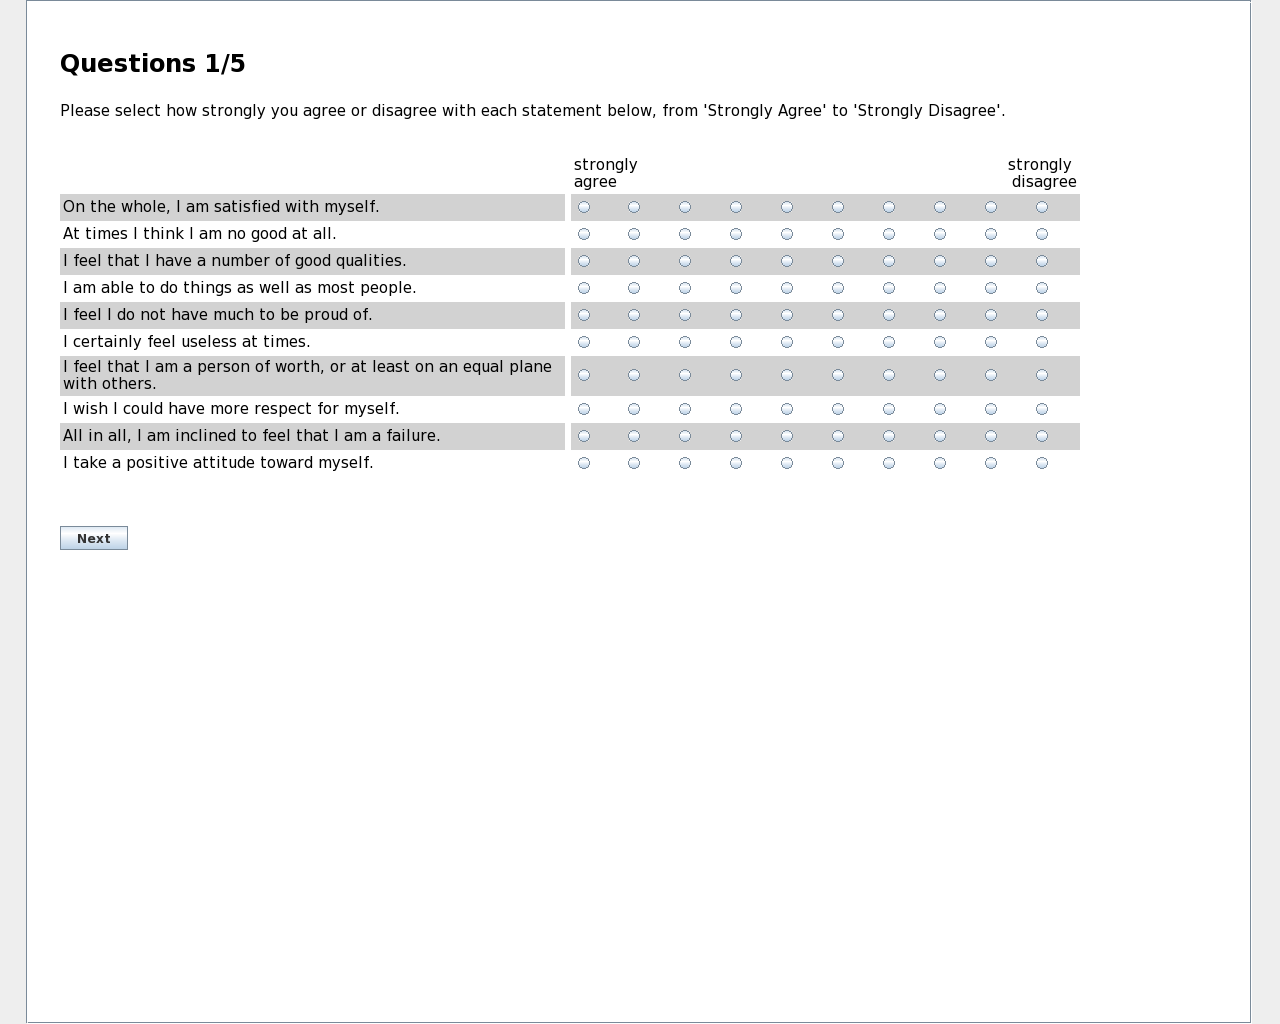 Questions 1/5
Please select how strongly you agree or disagree with each statement below, from 'Strongly Agree' to 'Strongly Disagree'.
strongly agree
strongly disagree
On the whole, I am satisfied with myself.
At times I think I am no good at all.
I feel that I have a number of good qualities.
I am able to do things as well as most people.
I feel I do not have much to be proud of.
I certainly feel useless at times.
I feel that I am a person of worth, or at least on an equal plane
with others.
I wish I could have more respect for myself.
All in all, I am inclined to feel that I am a failure.
I take a positive attitude toward myself.
Next